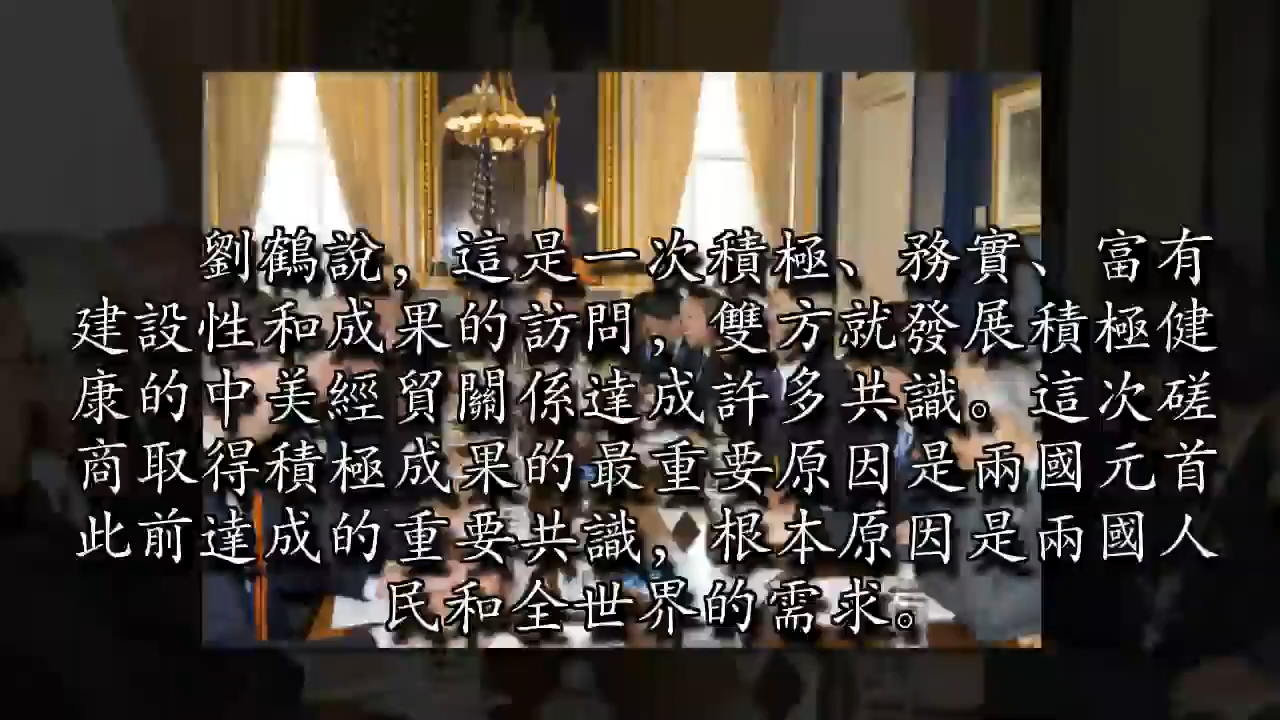 劉鶴說，這是一次積極、務實、富有
建設性和成果的訪問，雙方就發展積極健
康的中美經貿關係達成許多共識。這次磋
商取得積極成果的最重要原因是兩國元首
此前達成的重要共識，根本原因是兩國人
民和全世界的需求。